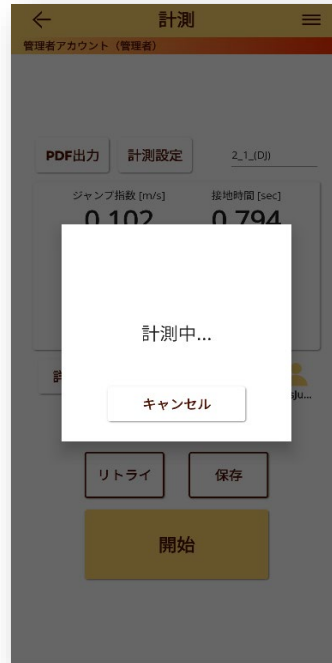 計測
管理者アカウント（管理者）
PDF出力
計測設定
2_1_(DJ)
ジャンプ指数 [m/s]
接地時間 [sec]
0.102
0.794
計測中...
キャンセル
リトライ
保存
開始